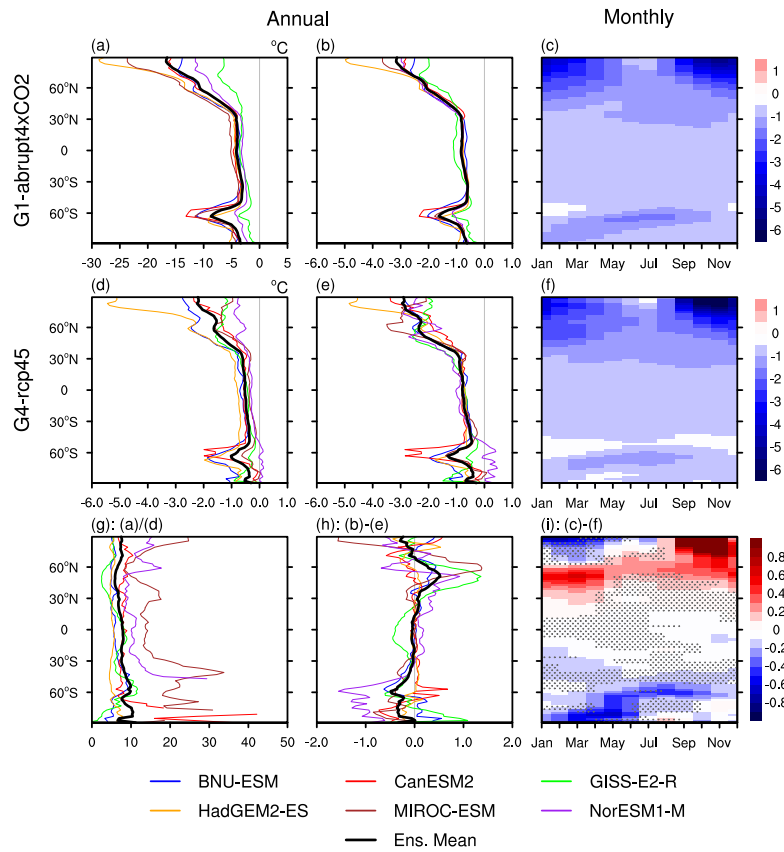 Annual Monthly
(a) °C (b) (c)
G1-abrupt4xCO2
60°N 30°N 0 30°S 60°S
1 0 -1 -2 -3 -4 -5 -6
-30 -25 -20 -15 -10 -5 0 5
-6.0 -5.0 -4.0 -3.0 -2.0 -1.0 0.0 1.0
Jan Mar May Jul Sep Nov
(d) °C (e) (f)
G4-rcp45
60°N 30°N 0 30°S 60°S
1 0 -1 -2 -3 -4 -5 -6
-6.0 -5.0 -4.0 -3.0 -2.0 -1.0 0.0 1.0
-6.0 -5.0 -4.0 -3.0 -2.0 -1.0 0.0 1.0
Jan Mar May Jul Sep Nov
(g): (a)/(d) (h): (b)-(e) (i): (c)-(f)
60°N 30°N 0 30°S 60°S
0.8 0.6 0.4 0.2 0 -0.2 -0.4 -0.6 -0.8
0 10 20 30 40 50
-2.0 -1.0 0.0 1.0 2.0
Jan Mar May Jul Sep Nov
BNU-ESM CanESM2 GISS-E2-R
HadGEM2-ES MIROC-ESM NorESM1-M
Ens. Mean